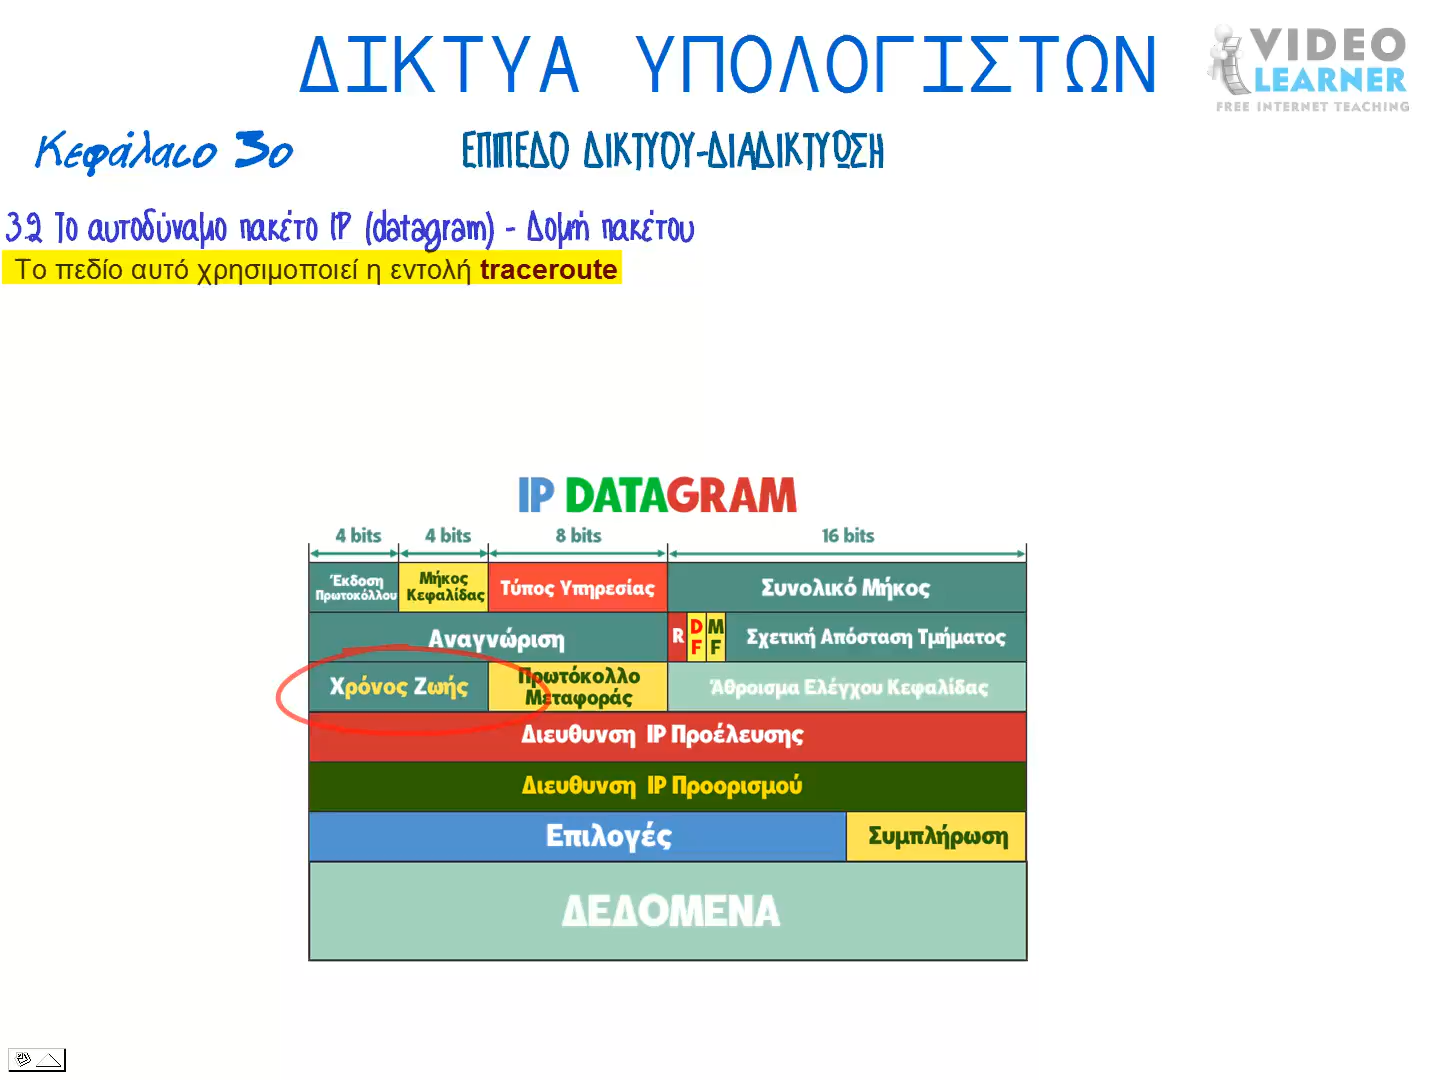 ΔΙΚΤΥΑ ΥΠΟΛΟΓΙΣΤΩΝ
VIDEO
LEARNER
FREE INTERNET TEACHING
Κεφάλαιο 3ο
ΕΠΙΠΕΔΟ ΔΙΚΤΥΟΥ-ΔΙΑΔΙΚΤΥΩΣΗ
3.2 Το αυτοδύναμο πακέτο IP (datagram) - Δομή πακέτου
Το πεδίο αυτό χρησιμοποιεί η εντολή traceroute
IP DATAGRAM
4 bits 4 bits 8 bits 16 bits
Έκδοση Πρωτοκόλλου
Μήκος Κεφαλίδας
Τύπος Υπηρεσίας
Συνολικό Μήκος
Αναγνώριση
R
DF
MF
Σχετική Απόσταση Τμήματος
Χρόνος Ζωής
Πρωτόκολλο Μεταφοράς
Άθροισμα Ελέγχου Κεφαλίδας
Διευθυνση IP Προέλευσης
Διευθυνση IP Προορισμού
Επιλογές
Συμπλήρωση
ΔΕΔΟΜΕΝΑ